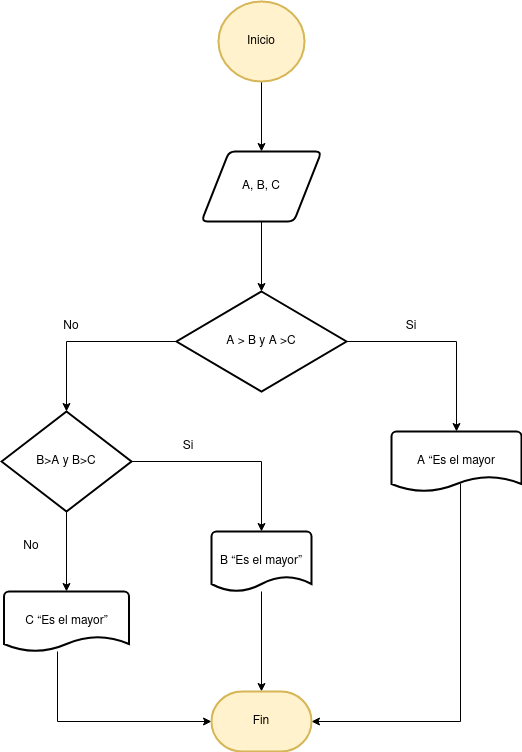 Inicio
A, B, C
A > B y A >C
No
Si
B>A y B>C
Si
A “Es el mayor
No
B “Es el mayor”
C “Es el mayor”
Fin